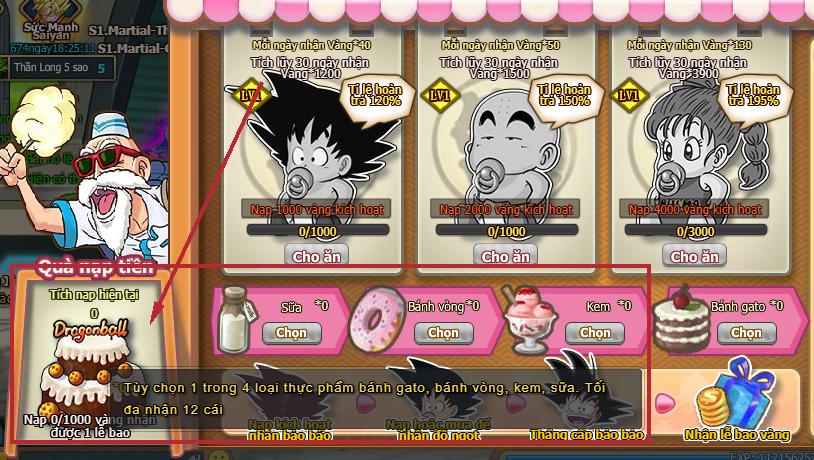 Sức Mạnh
Saiyan
S1.Martial-Th
674ngày18:25:11
S1.Martial-
Thần Long 5 sao 5
Mỗi ngày nhận Vàng*40
Tích lũy 30 ngày nhận
Vàng*1200
LV1
Tỉ lệ hoàn
trả 120%
Nạp 1000 vàng kích hoạt
0/1000
Cho ăn
Mỗi ngày nhận Vàng*50
Tích lũy 30 ngày nhận
Vàng*1500
LV1
Tỉ lệ hoàn
trả 150%
Nạp 2000 vàng kích hoạt
0/1000
Cho ăn
Mỗi ngày nhận Vàng*130
Tích lũy 30 ngày nhận
Vàng*3900
LV1
Tỉ lệ hoàn
trả 195%
Nạp 4000 vàng kích hoạt
0/3000
Cho ăn
Quà nạp tiền
Tích nạp hiện tại
0
Dragonball
Nạp 0/1000 vàng nhận
được 1 lễ bao
Sữa *0
Chọn
Bánh vòng *0
Chọn
Kem *0
Chọn
Bánh gato *0
Chọn
*Tùy chọn 1 trong 4 loại thực phẩm bánh gato, bánh vòng, kem, sữa. Tối
đa nhận 12 cái
Nạp kích hoạt
nhận bảo bảo
Nạp hoặc mua để
nhận đồ ngọt
Thăng cấp bảo bảo
Nhận lễ bao vàng